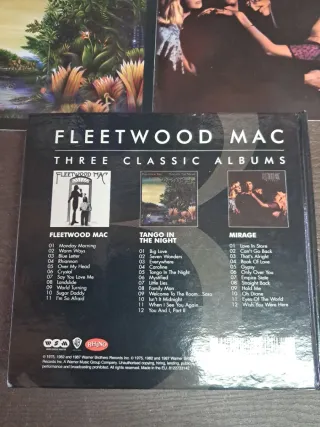 FLEETWOOD MAC
THREE CLASSIC ALBUMS
FLEETWOOD MAC
FLEETWOOD MAC
01 Monday Morning
02 Warm Ways
03 Blue Letter
04 Rhiannon
05 Over My Head
06 Crystal
07 Say You Love Me
08 Landslide
09 World Turning
10 Sugar Daddy
11 I'm So Afraid
TANGO IN
THE NIGHT
01 Big Love
02 Seven Wonders
03 Everywhere
04 Caroline
05 Tango In The Night
06 Mystified
07 Little Lies
08 Family Man
09 Welcome To The Room...Sara
10 Isn't It Midnight
11 When I See You Again
12 You And I, Part II
MIRAGE
01 Love In Store
02 Can't Go Back
03 That's Alright
04 Book Of Love
05 Gypsy
06 Only Over You
07 Empire State
08 Straight Back
09 Hold Me
10 Oh Diane
11 Eyes Of The World
12 Wish You Were Here
WSM
RHINO